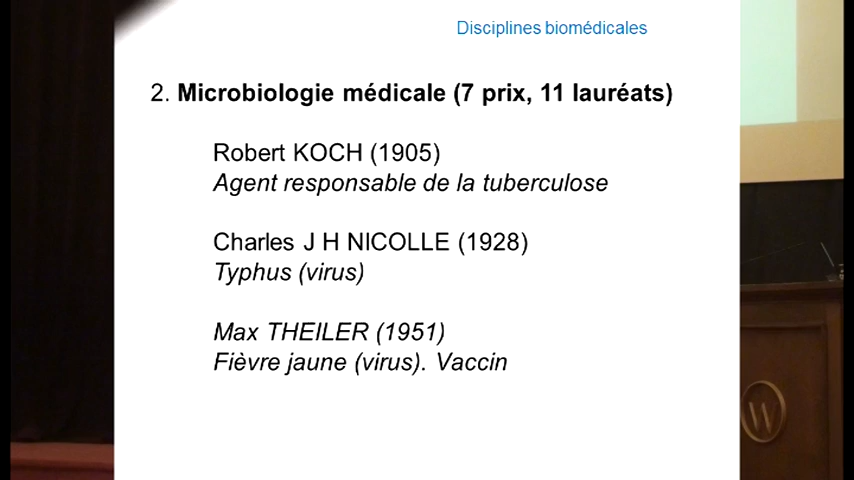 Disciplines biomédicales
2. Microbiologie médicale (7 prix, 11 lauréats)
Robert KOCH (1905)
Agent responsable de la tuberculose
Charles J H NICOLLE (1928)
Typhus (virus)
Max THEILER (1951)
Fièvre jaune (virus). Vaccin
W